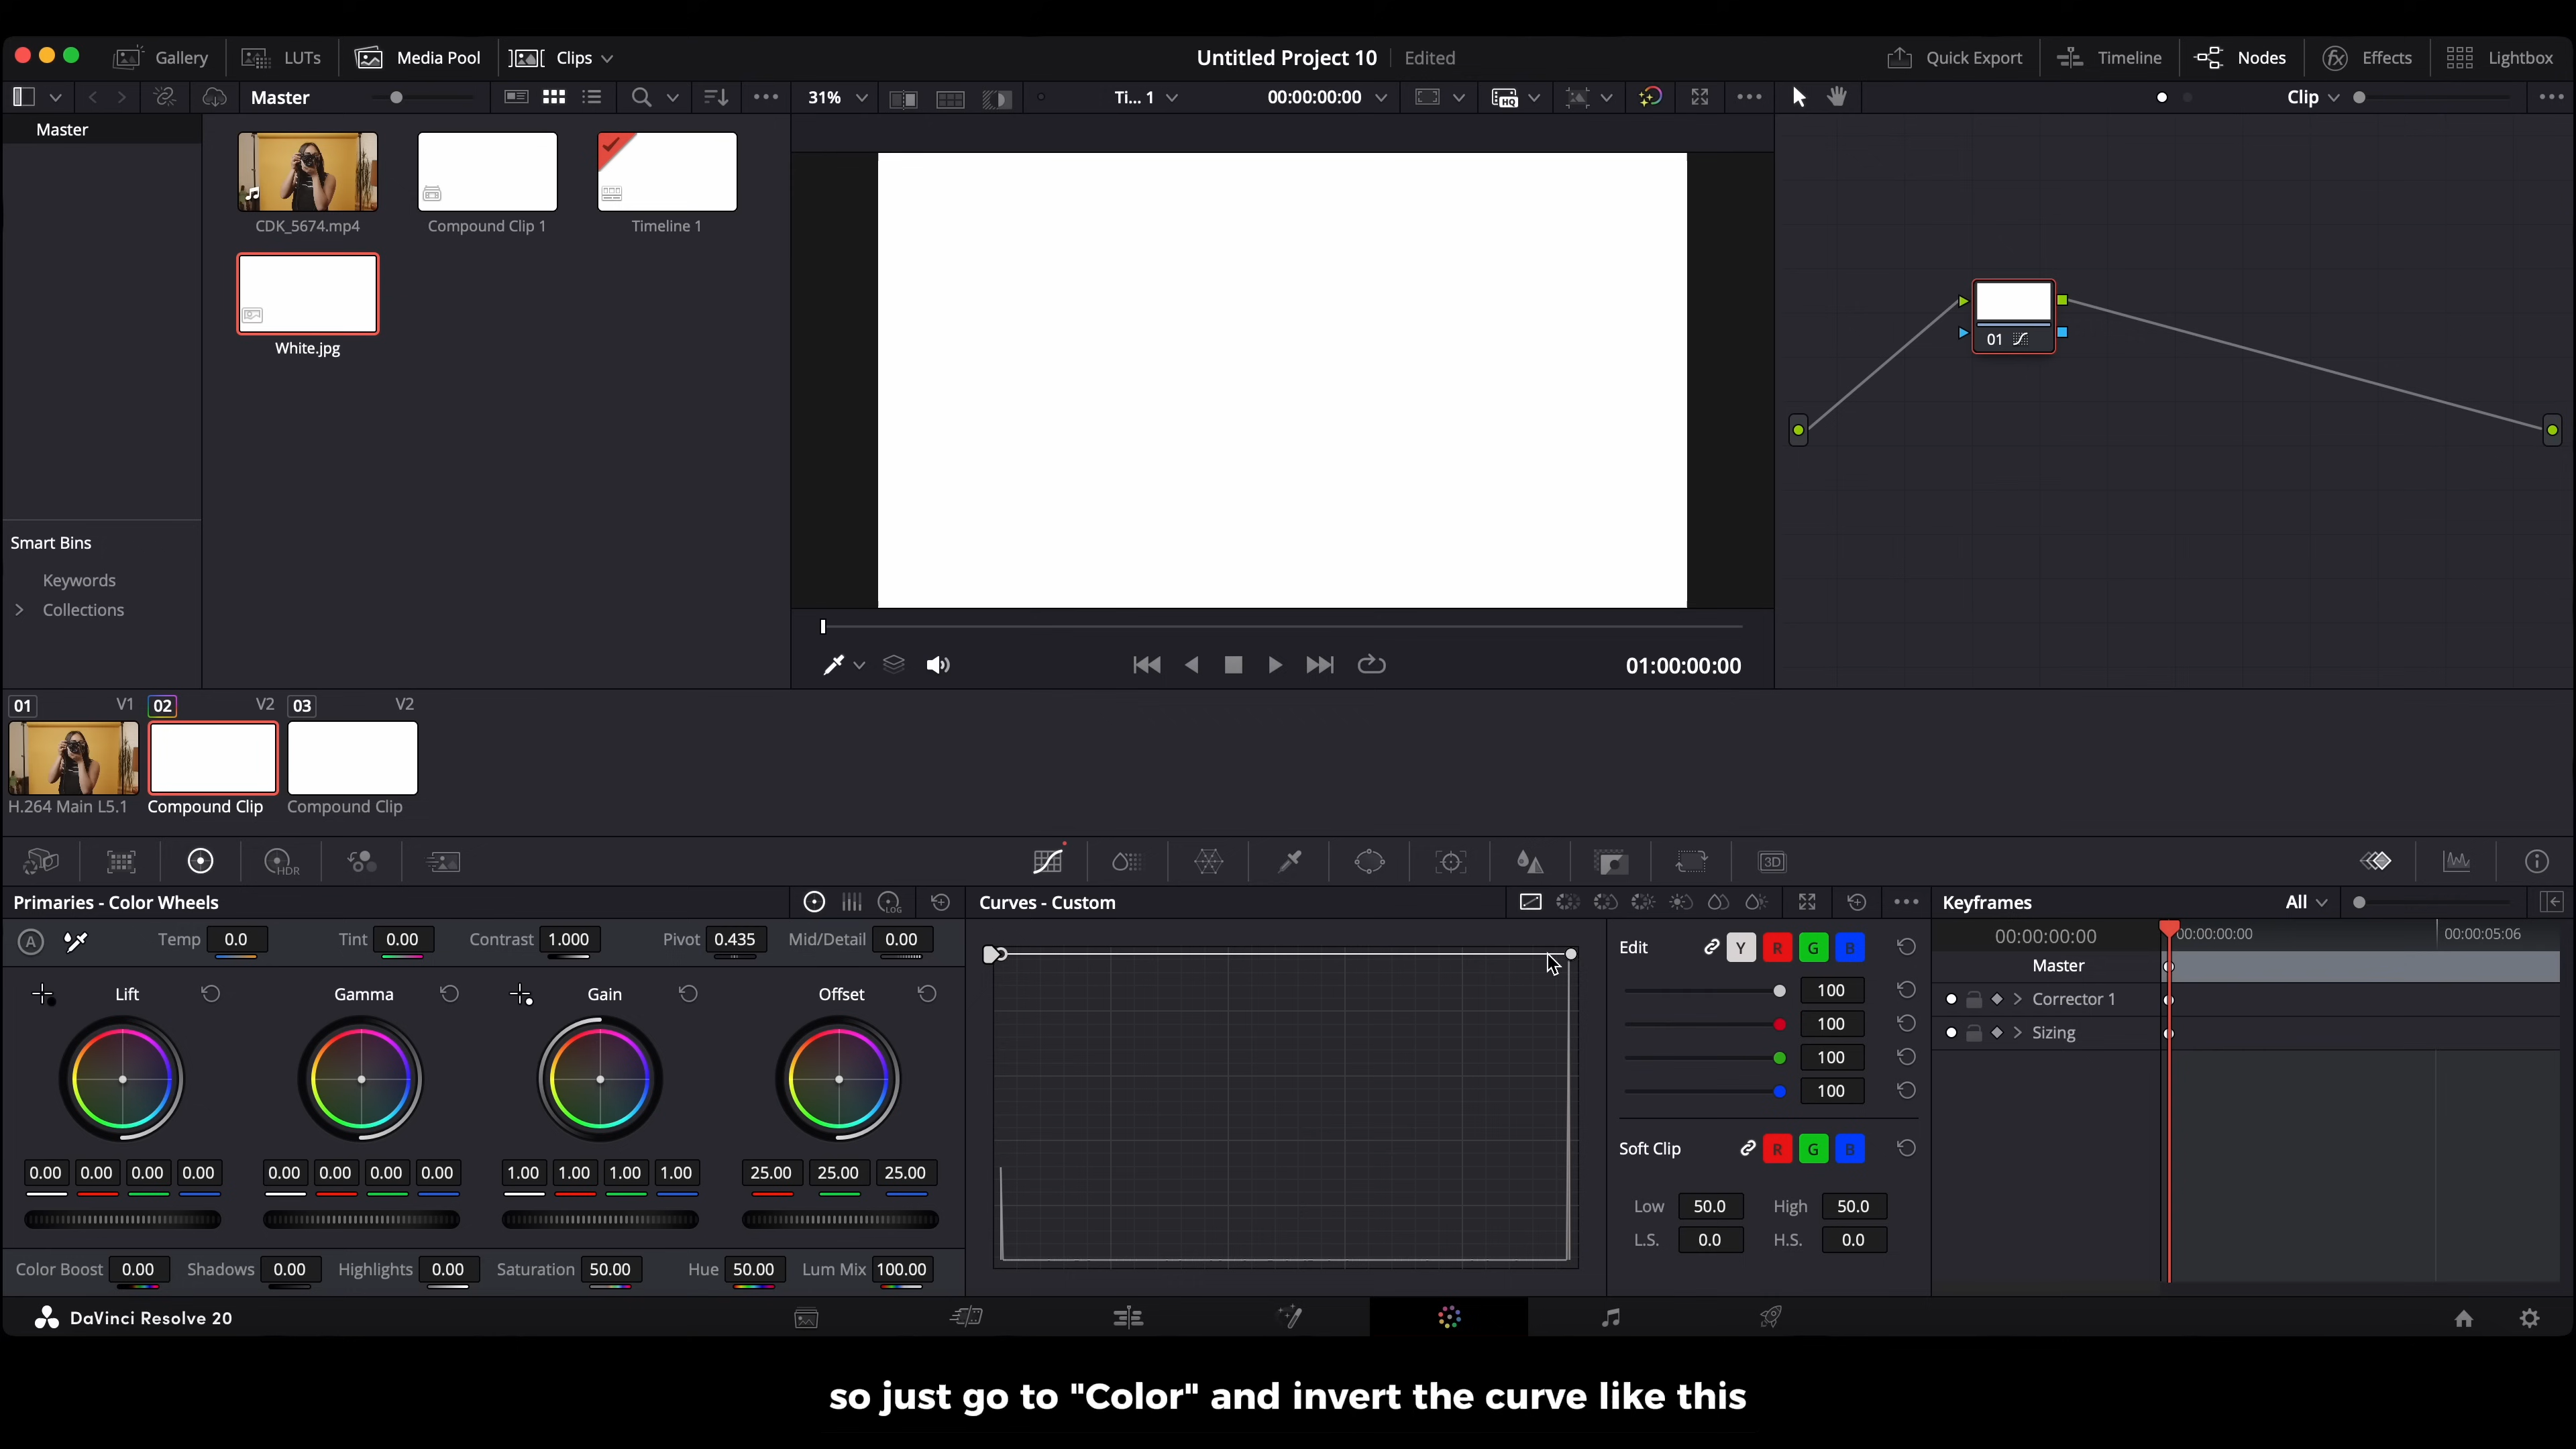 Gallery LUTs Media Pool Clips Untitled Project 10 Edited Quick Export Timeline Nodes Effects Lightbox
Master 31% Ti... 1 00:00:00:00 HQ Clip
Master
CDK_5674.mp4 Compound Clip 1 Timeline 1
White.jpg
01
Smart Bins
Keywords
Collections
01:00:00:00
01 V1 02 V2 03 V2
H.264 Main L5.1 Compound Clip Compound Clip
HDR 3D
Primaries - Color Wheels LOG Curves - Custom Keyframes All
A Temp 0.0 Tint 0.00 Contrast 1.000 Pivot 0.435 Mid/Detail 0.00 Edit Y R G B 00:00:00:00 00:00:00:00 00:00:05:06
Master
Lift Gamma Gain Offset 100 Corrector 1
100 Sizing
100
100
Soft Clip R G B
0.00 0.00 0.00 0.00 0.00 0.00 0.00 0.00 1.00 1.00 1.00 1.00 25.00 25.00 25.00
Low 50.0 High 50.0
L.S. 0.0 H.S. 0.0
Color Boost 0.00 Shadows 0.00 Highlights 0.00 Saturation 50.00 Hue 50.00 Lum Mix 100.00
DaVinci Resolve 20
so just go to "Color" and invert the curve like this